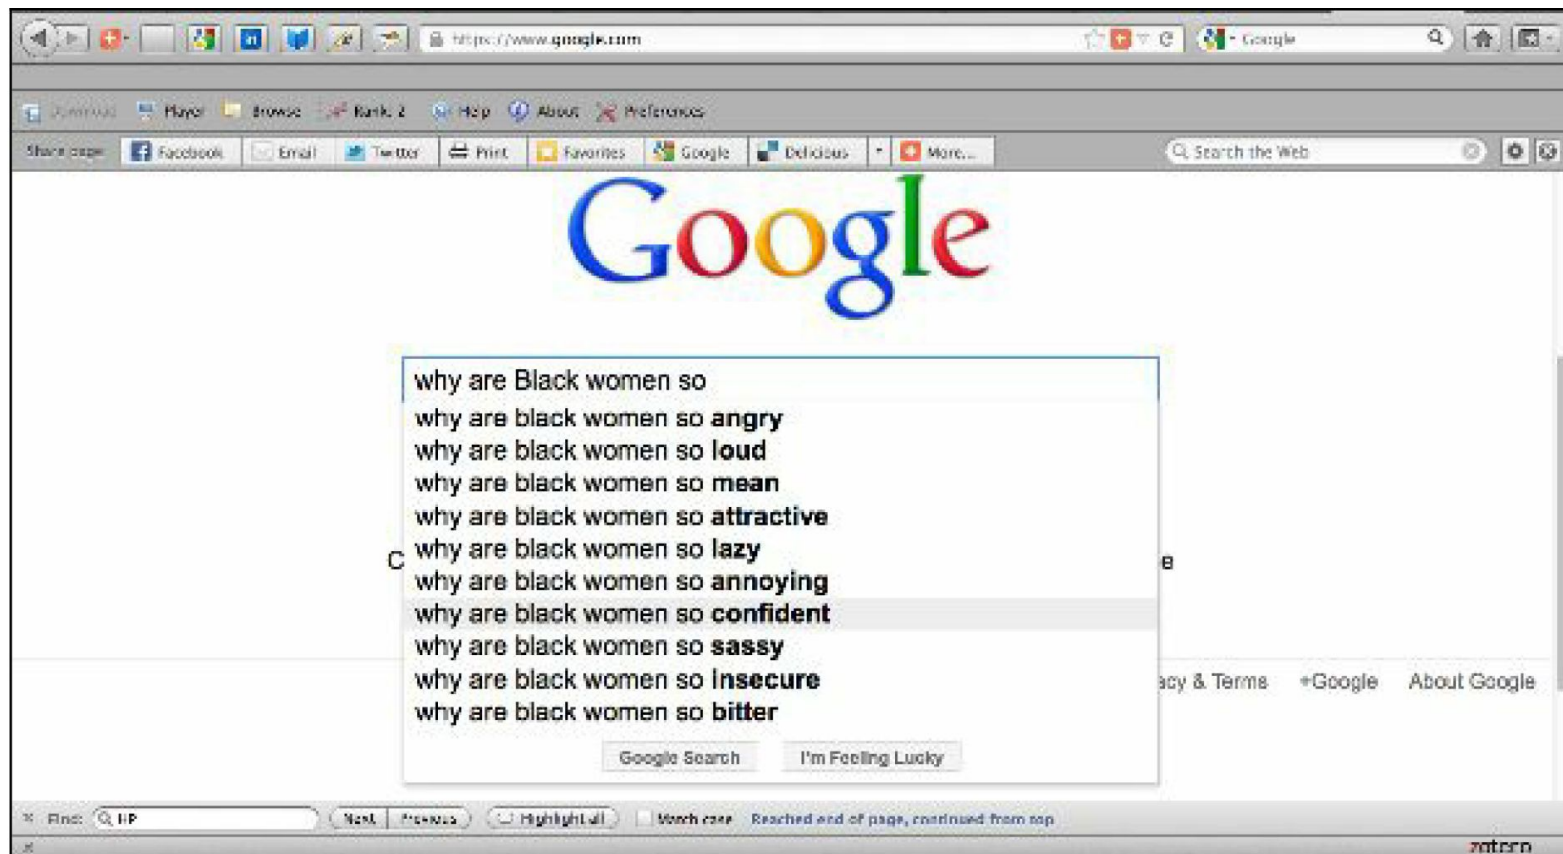 https://www.google.com
Google
Download Player Browse Rank: 2 Help About Preferences
Share page: Facebook Email Twitter Print Favorites Google Delicious More... Search the Web
Google
why are Black women so
why are black women so angry
why are black women so loud
why are black women so mean
why are black women so attractive
why are black women so lazy
why are black women so annoying
why are black women so confident
why are black women so sassy
why are black women so insecure
why are black women so bitter
acy & Terms +Google About Google
Google Search I'm Feeling Lucky
Find: HP Next Previous Highlight all Match case Reached end of page, continued from top
zotero